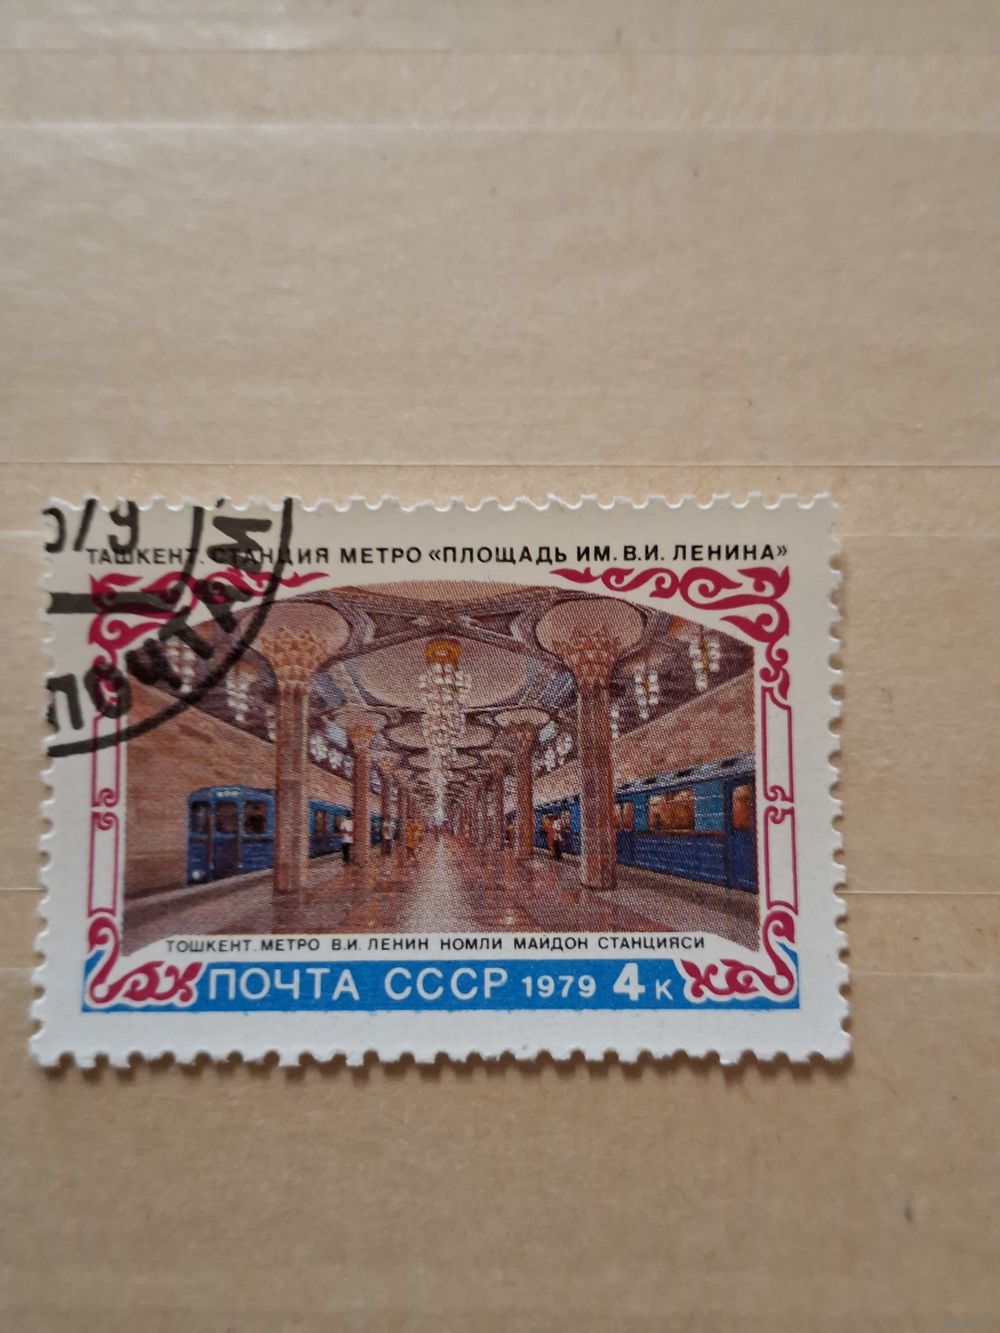 ТАШКЕНТ. СТАНЦИЯ МЕТРО «ПЛОЩАДЬ ИМ. В.И. ЛЕНИНА»
ТОШКЕНТ. МЕТРО В.И. ЛЕНИН НОМЛИ МАЙДОН СТАНЦИЯСИ
ПОЧТА СССР 1979 4 к